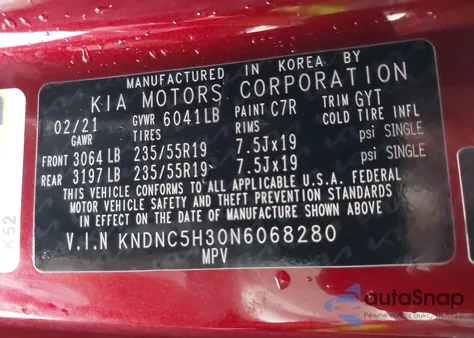 MANUFACTURED IN KOREA BY
KIA MOTORS CORPORATION
02/21 GVWR 6041LB PAINT C7R TRIM GYT
GAWR TIRES RIMS COLD TIRE INFL
FRONT 3064 LB 235/55R19 7.5Jx19 psi SINGLE
REAR 3197 LB 235/55R19 7.5Jx19 psi SINGLE
THIS VEHICLE CONFORMS TO ALL APPLICABLE U.S.A. FEDERAL
MOTOR VEHICLE SAFETY AND THEFT PREVENTION STANDARDS
IN EFFECT ON THE DATE OF MANUFACTURE SHOWN ABOVE
V.I.N KNDNC5H30N6068280
MPV
K52
autoSnap